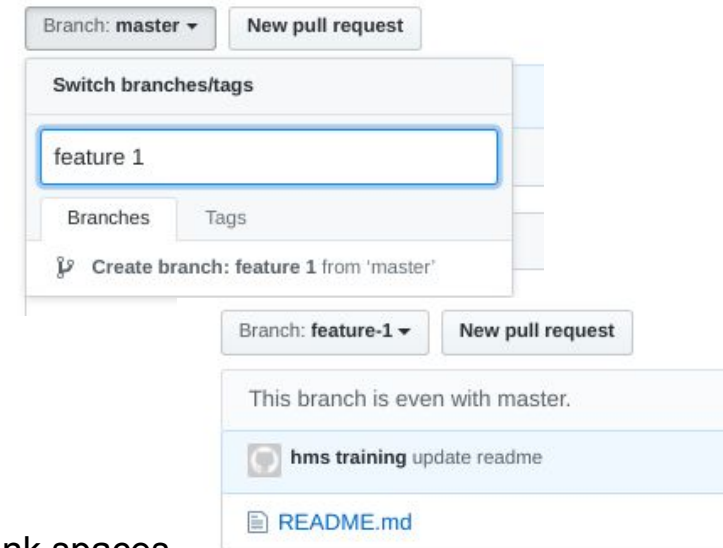 Branch: master New pull request
Switch branches/tags
feature 1
Branches Tags
Create branch: feature 1 from ‘master’
Branch: feature-1 New pull request
This branch is even with master.
hms training update readme
README.md
spaces